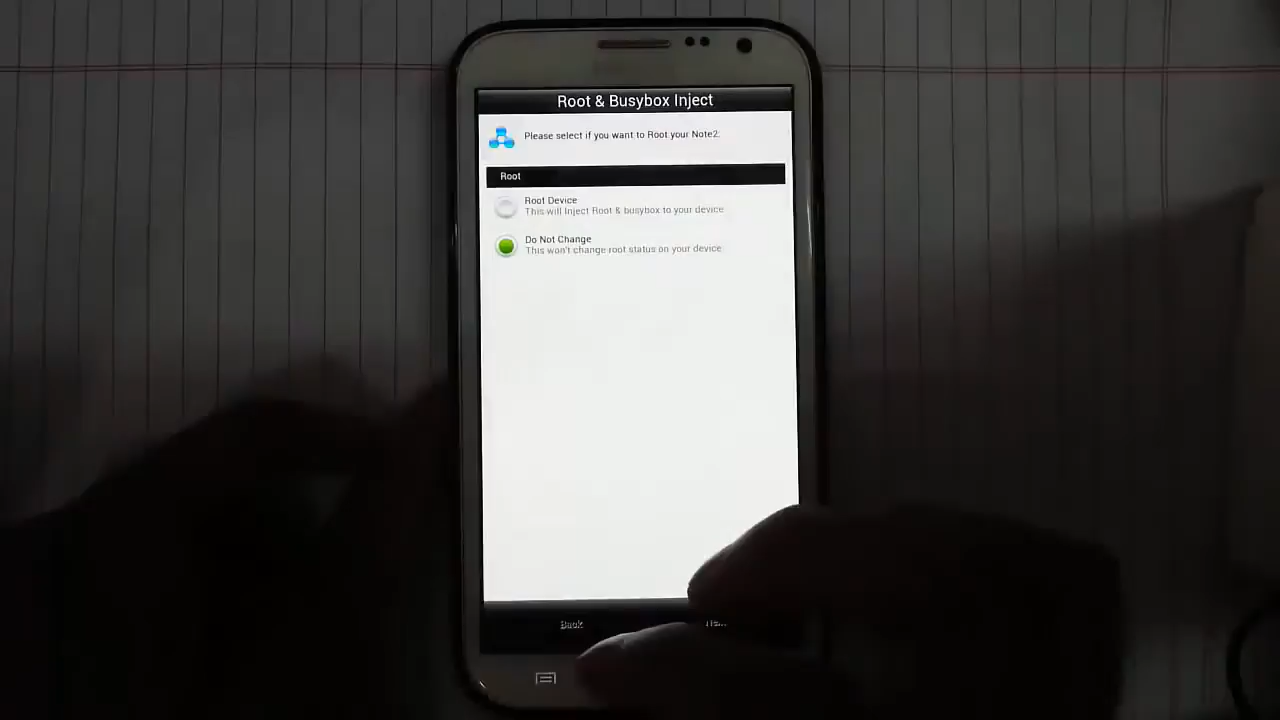 Root & Busybox Inject
Please select if you want to Root your Note2:
Root
Root Device
This will Inject Root & busybox to your device
Do Not Change
This won't change root status on your device
Back